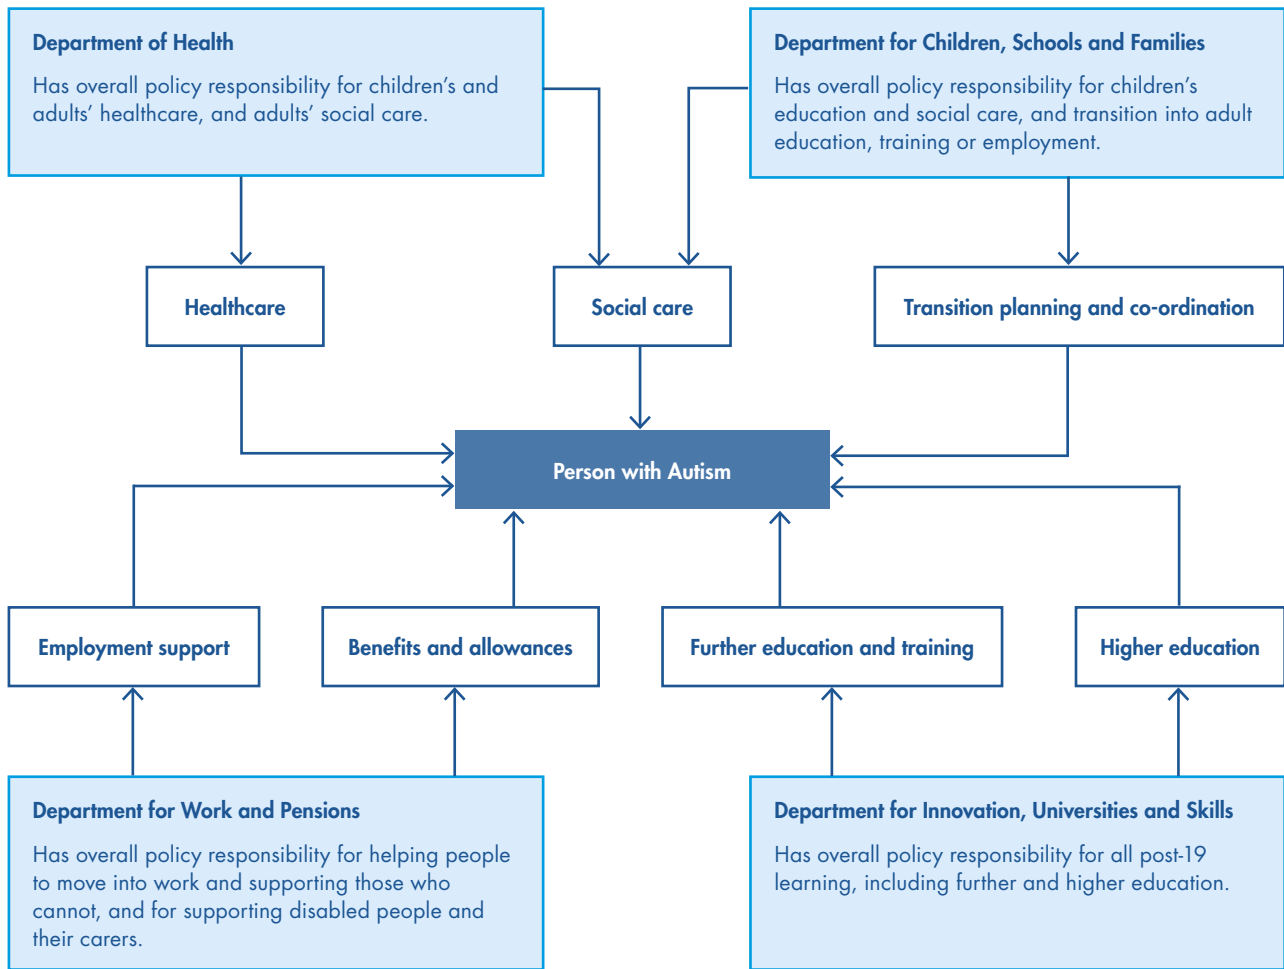 Department of Health
Has overall policy responsibility for children's and
adults' healthcare, and adults' social care.
Department for Children, Schools and Families
Has overall policy responsibility for children's
education and social care, and transition into adult
education, training or employment.
Healthcare
Social care
Transition planning and co-ordination
Person with Autism
Employment support
Benefits and allowances
Further education and training
Higher education
Department for Work and Pensions
Has overall policy responsibility for helping people
to move into work and supporting those who
cannot, and for supporting disabled people and
their carers.
Department for Innovation, Universities and Skills
Has overall policy responsibility for all post-19
learning, including further and higher education.